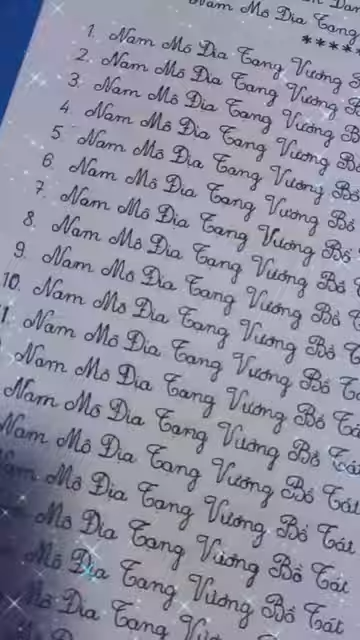 Nam Mô Địa Tạng
*****
1. Nam Mô Địa Tạng Vương
2. Nam Mô Địa Tạng Vương
3. Nam Mô Địa Tạng Vương
4. Nam Mô Địa Tạng Vương Bồ
5. Nam Mô Địa Tạng Vương Bồ
6. Nam Mô Địa Tạng Vương Bồ
7. Nam Mô Địa Tạng Vương Bồ
8. Nam Mô Địa Tạng Vương Bồ
9. Nam Mô Địa Tạng Vương Bồ
10. Nam Mô Địa Tạng Vương Bồ
Nam Mô Địa Tạng Vương Bồ
Nam Mô Địa Tạng Vương Bồ Tát
Nam Mô Địa Tạng Vương Bồ Tát
Nam Mô Địa Tạng Vương Bồ Tát
Nam Mô Địa Tạng Vương Bồ Tát
Mô Địa Tạng Vương Bồ Tát
Mô Địa Tạng Vương